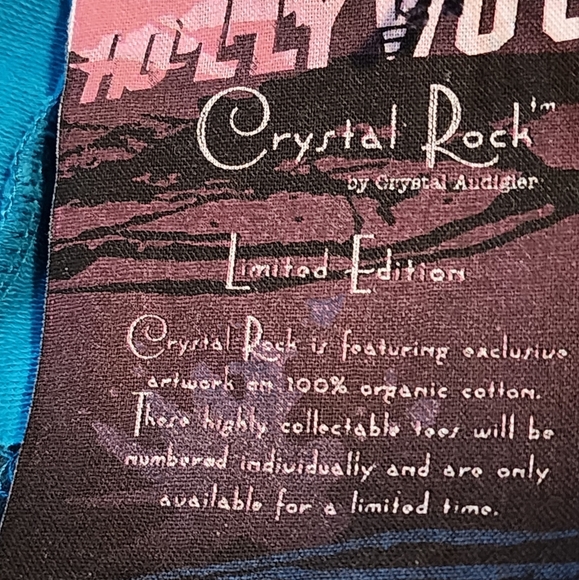 HOLLYWOO
Crystal Rock™
by Crystal Audigier
Limited Edition
Crystal Rock is featuring exclusive
artwork on 100% organic cotton.
These highly collectable tees will be
numbered individually and are only
available for a limited time.